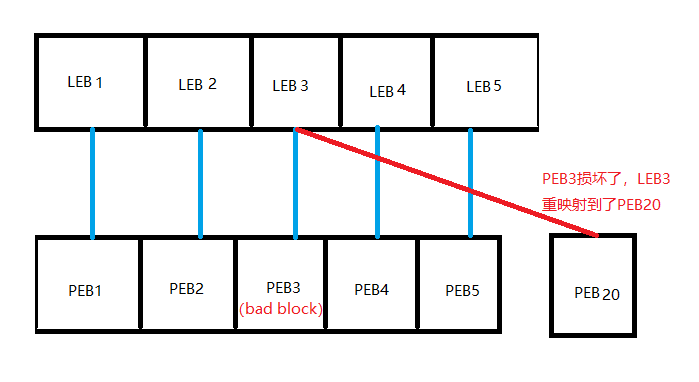 LEB 1
LEB 2
LEB 3
LEB 4
LEB 5
PEB3损坏了，LEB3
重映射到了PEB20
PEB1
PEB2
PEB3
(bad block)
PEB4
PEB5
PEB 20